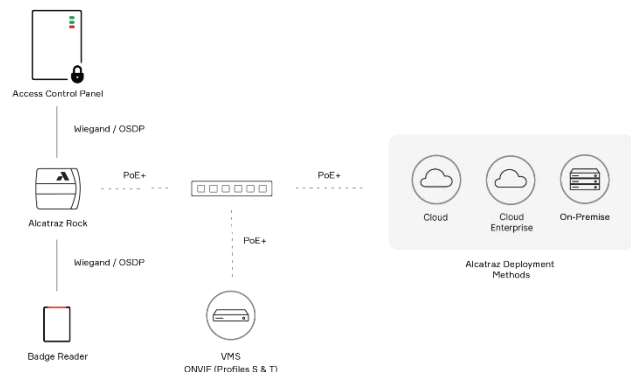 Access Control Panel
Wiegand / OSDP
PoE+
PoE+
Alcatraz Rock
Cloud
Cloud
Enterprise
On-Premise
PoE+
Wiegand / OSDP
Alcatraz Deployment
Methods
Badge Reader
VMS
ONVIF (Profiles S & T)